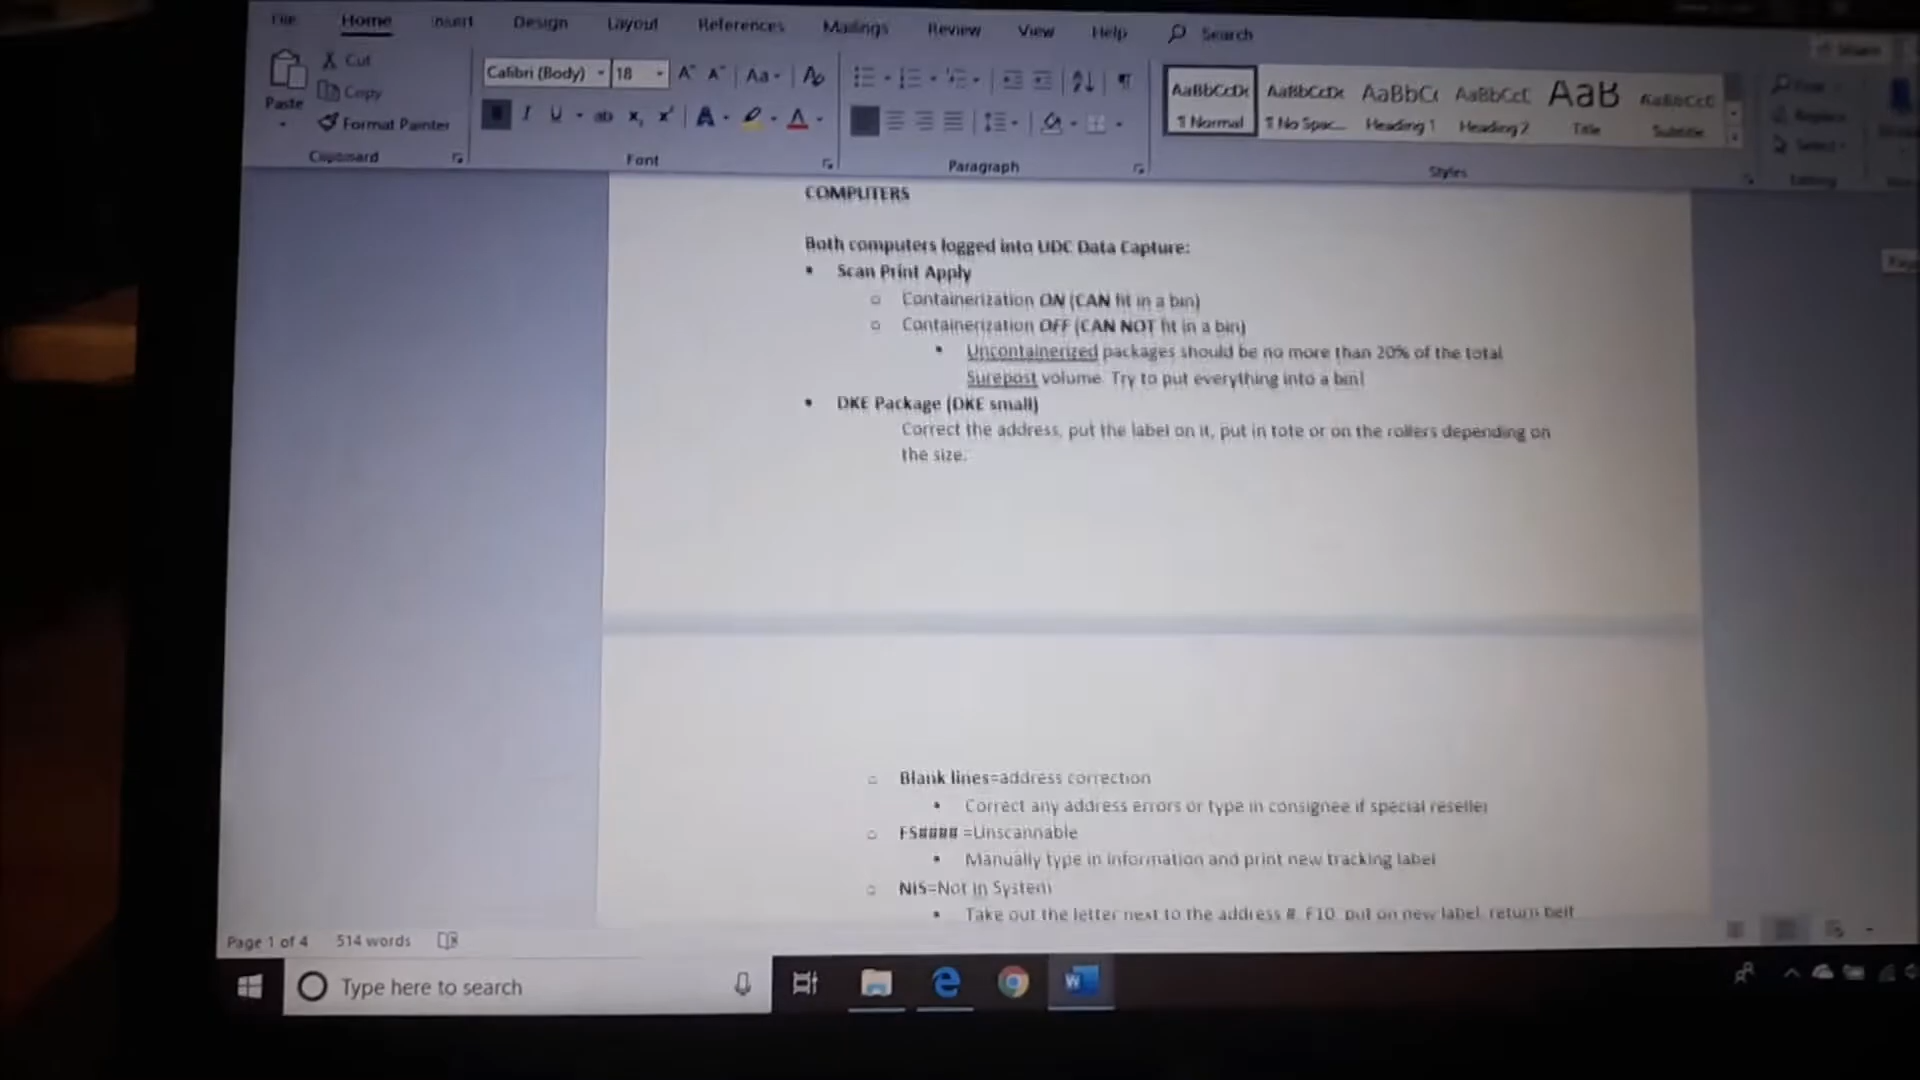 File Home Insert Design Layout References Mailings Review View Help Search
Share
Cut
Copy
Paste
Format Painter
Clipboard
Calibri (Body) 18
Font
Paragraph
AaBbCcDc AaBbCcDc AaBbCc AaBbCcC AaB AaBbCcC
¶ Normal ¶ No Spac... Heading 1 Heading 2 Title Subtitle
Styles
Replace
Select
Editing
COMPUTERS
Both computers logged into UDC Data Capture:
• Scan Print Apply
o Containerization ON (CAN fit in a bin)
o Containerization OFF (CAN NOT fit in a bin)
▪ Uncontainerized packages should be no more than 20% of the total
Surepost volume. Try to put everything into a bin!
• DKE Package (DKE small)
Correct the address, put the label on it, put in tote or on the rollers depending on
the size.
o Blank lines=address correction
▪ Correct any address errors or type in consignee if special reseller
o FS#### =Unscannable
▪ Manually type in information and print new tracking label
o NIS=Not in System
▪ Take out the letter next to the address #, F10, put on new label, return belt
Page 1 of 4 514 words
Type here to search